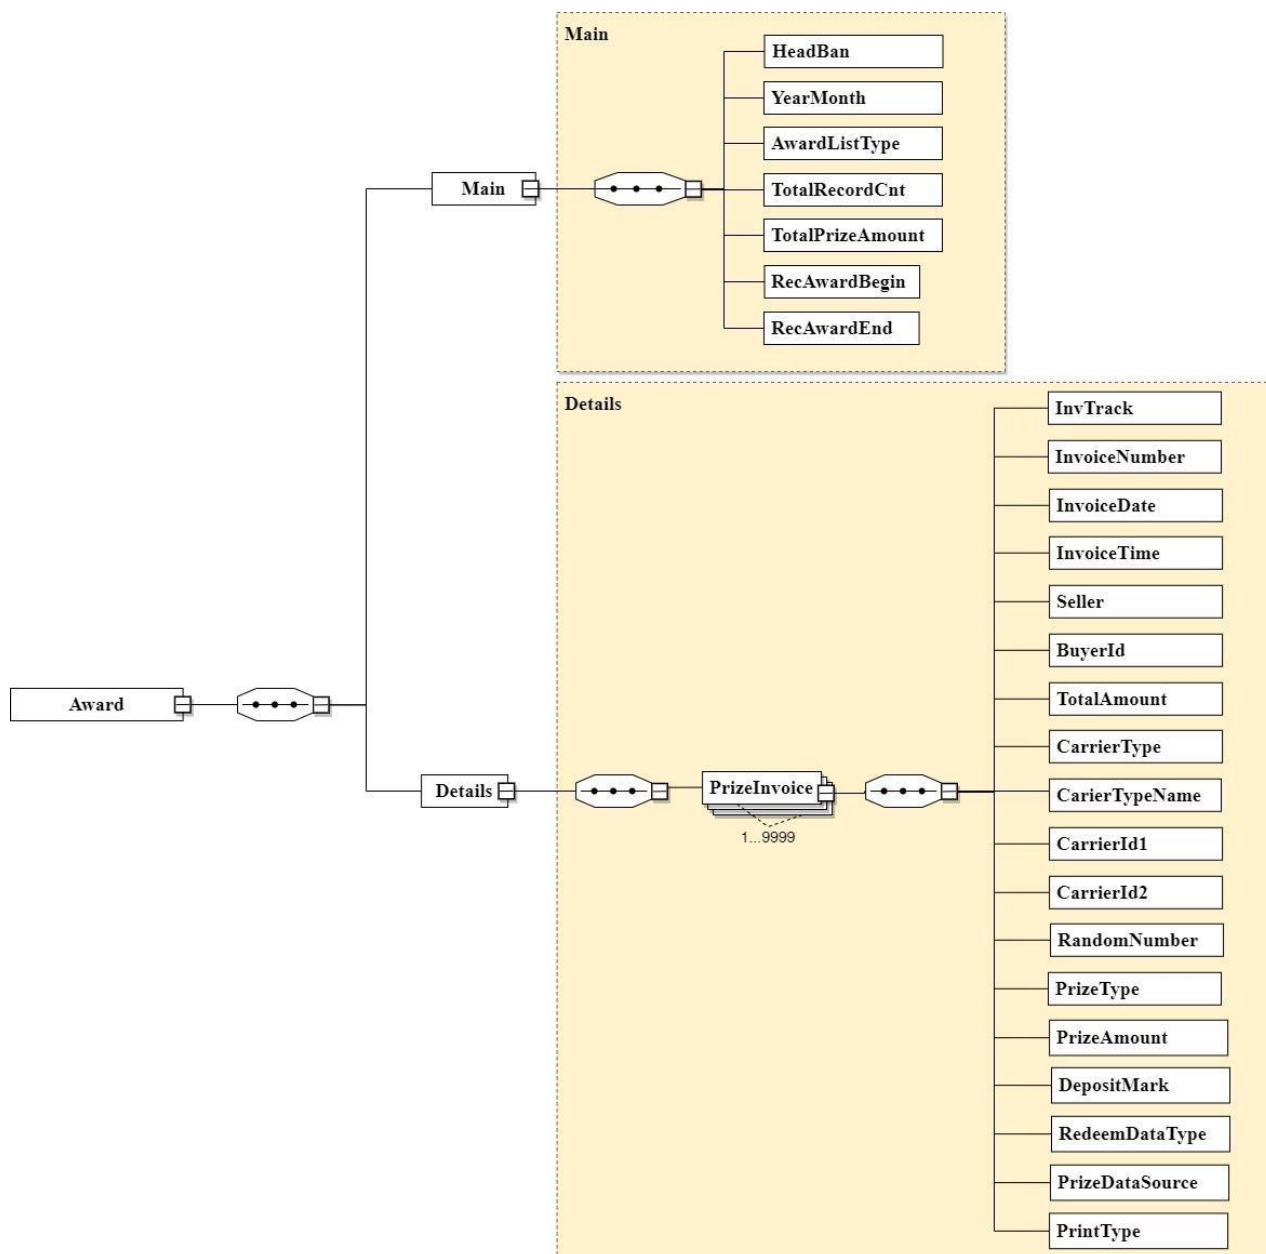 Main
HeadBan
YearMonth
AwardListType
Main
TotalRecordCnt
TotalPrizeAmount
RecAwardBegin
RecAwardEnd
Details
InvTrack
InvoiceNumber
InvoiceDate
InvoiceTime
Seller
BuyerId
Award
TotalAmount
CarrierType
Details
PrizeInvoice
1...9999
CarierTypeName
CarrierId1
CarrierId2
RandomNumber
PrizeType
PrizeAmount
DepositMark
RedeemDataType
PrizeDataSource
PrintType